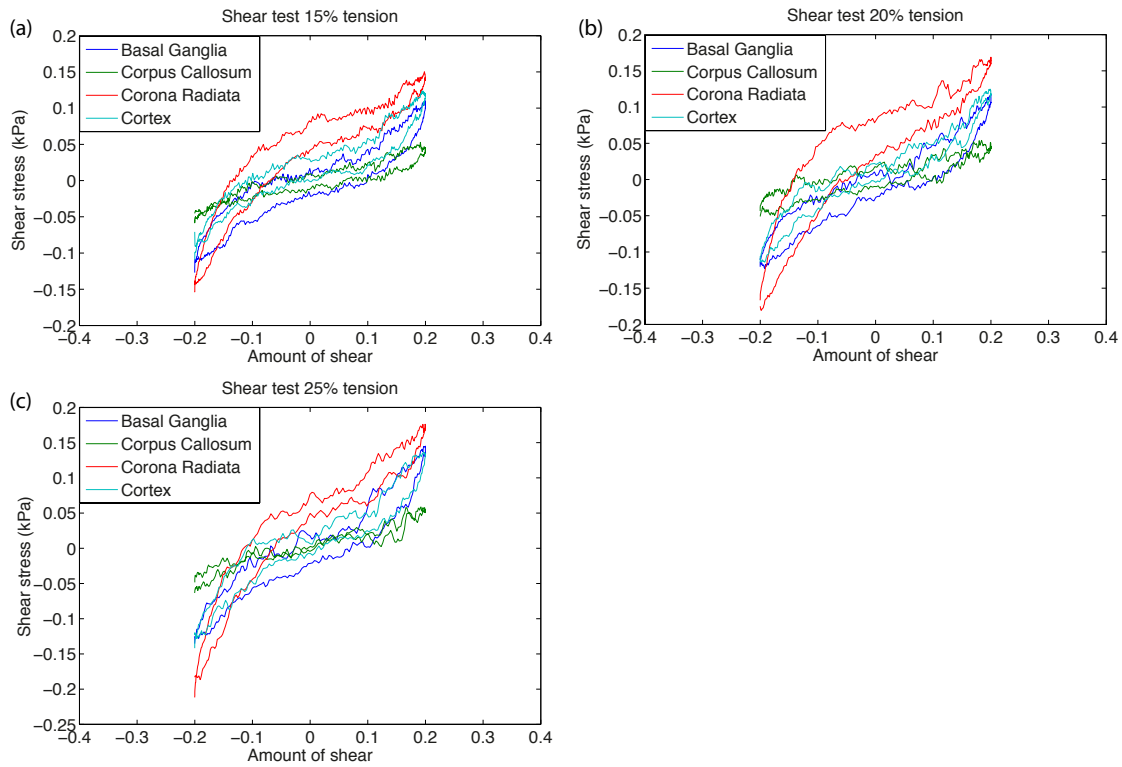 (a)
Shear test 15% tension
Basal Ganglia
Corpus Callosum
Corona Radiata
Cortex
0.2
0.15
0.1
0.05
0
−0.05
−0.1
−0.15
−0.2
Shear stress (kPa)
−0.4 −0.3 −0.2 −0.1 0 0.1 0.2 0.3 0.4
Amount of shear
(b)
Shear test 20% tension
Basal Ganglia
Corpus Callosum
Corona Radiata
Cortex
0.2
0.15
0.1
0.05
0
−0.05
−0.1
−0.15
−0.2
Shear stress (kPa)
−0.4 −0.3 −0.2 −0.1 0 0.1 0.2 0.3 0.4
Amount of shear
(c)
Shear test 25% tension
Basal Ganglia
Corpus Callosum
Corona Radiata
Cortex
0.2
0.15
0.1
0.05
0
−0.05
−0.1
−0.15
−0.2
−0.25
Shear stress (kPa)
−0.4 −0.3 −0.2 −0.1 0 0.1 0.2 0.3 0.4
Amount of shear